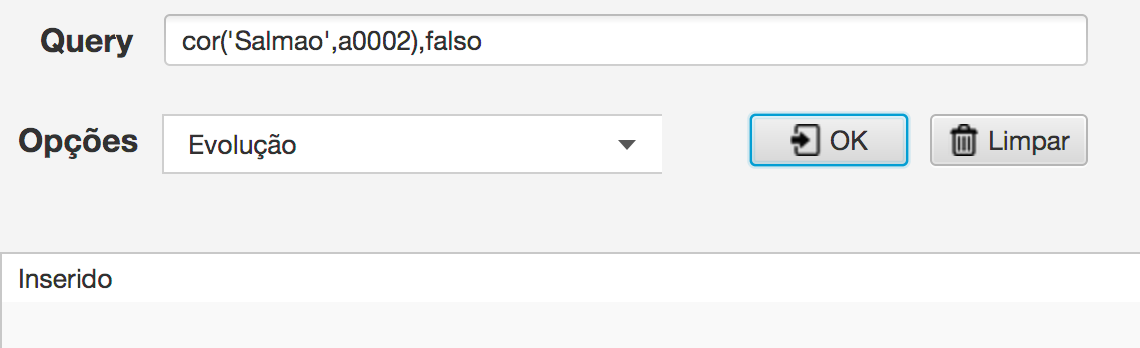 Query cor('Salmao',a0002),falso
Opções Evolução OK Limpar
Inserido